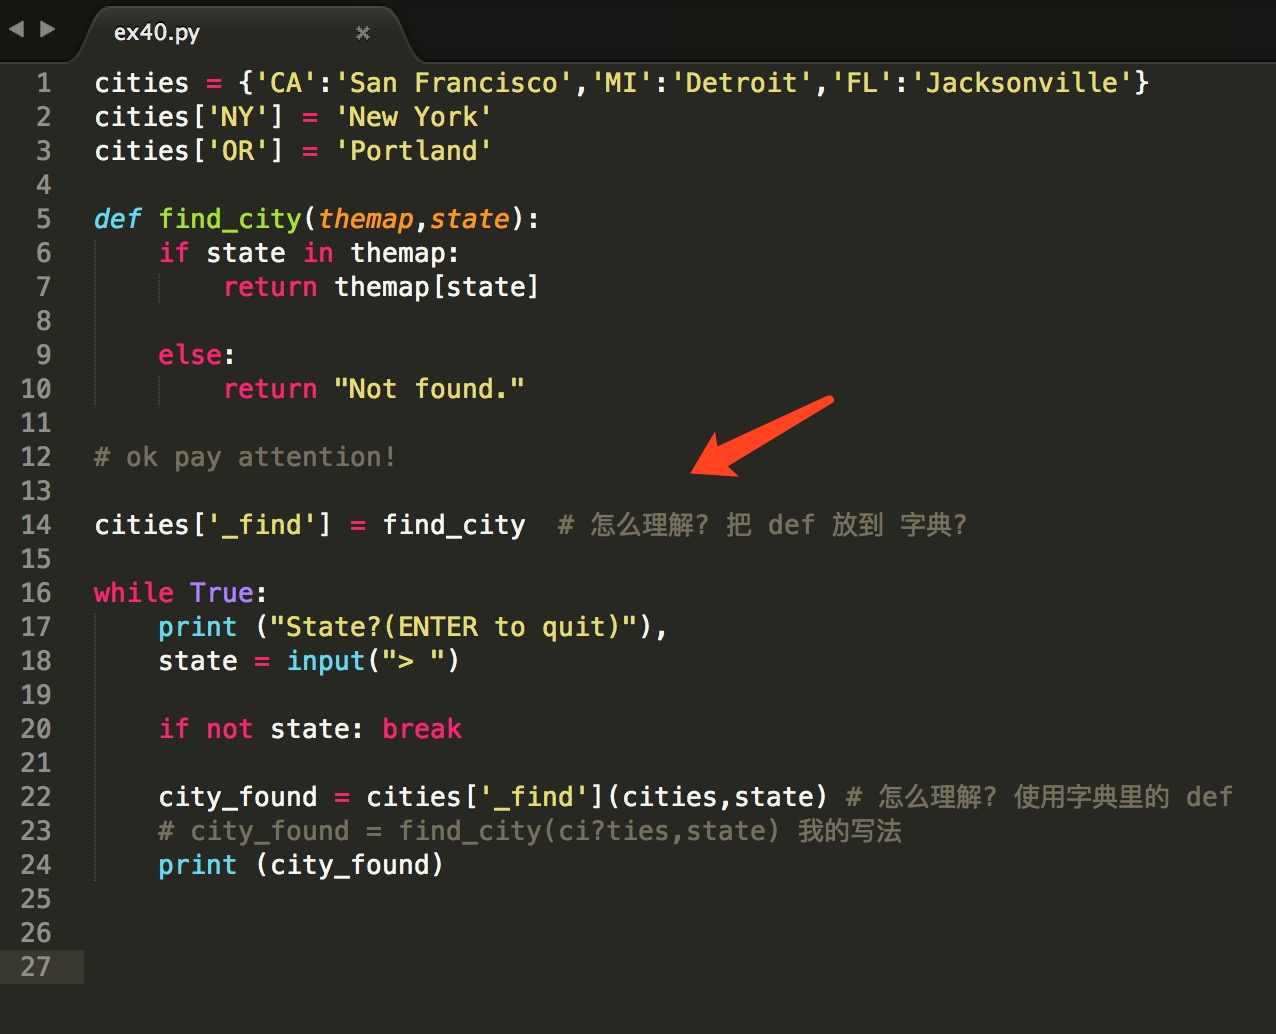 ex40.py
1 cities = {'CA':'San Francisco','MI':'Detroit','FL':'Jacksonville'}
2 cities['NY'] = 'New York'
3 cities['OR'] = 'Portland'
4
5 def find_city(themap,state):
6     if state in themap:
7         return themap[state]
8
9     else:
10         return "Not found."
11
12 # ok pay attention!
13
14 cities['_find'] = find_city  # 怎么理解? 把 def 放到 字典?
15
16 while True:
17     print ("State?(ENTER to quit)"),
18     state = input("> ")
19
20     if not state: break
21
22     city_found = cities['_find'](cities,state) # 怎么理解? 使用字典里的 def
23     # city_found = find_city(ci?ties,state) 我的写法
24     print (city_found)
25
26
27